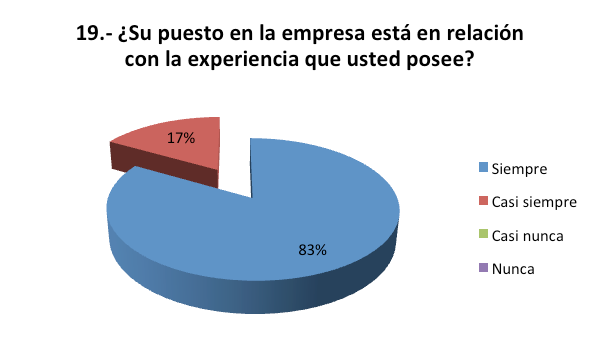 19.- ¿Su puesto en la empresa está en relación
con la experiencia que usted posee?
17%
83%
Siempre
Casi siempre
Casi nunca
Nunca